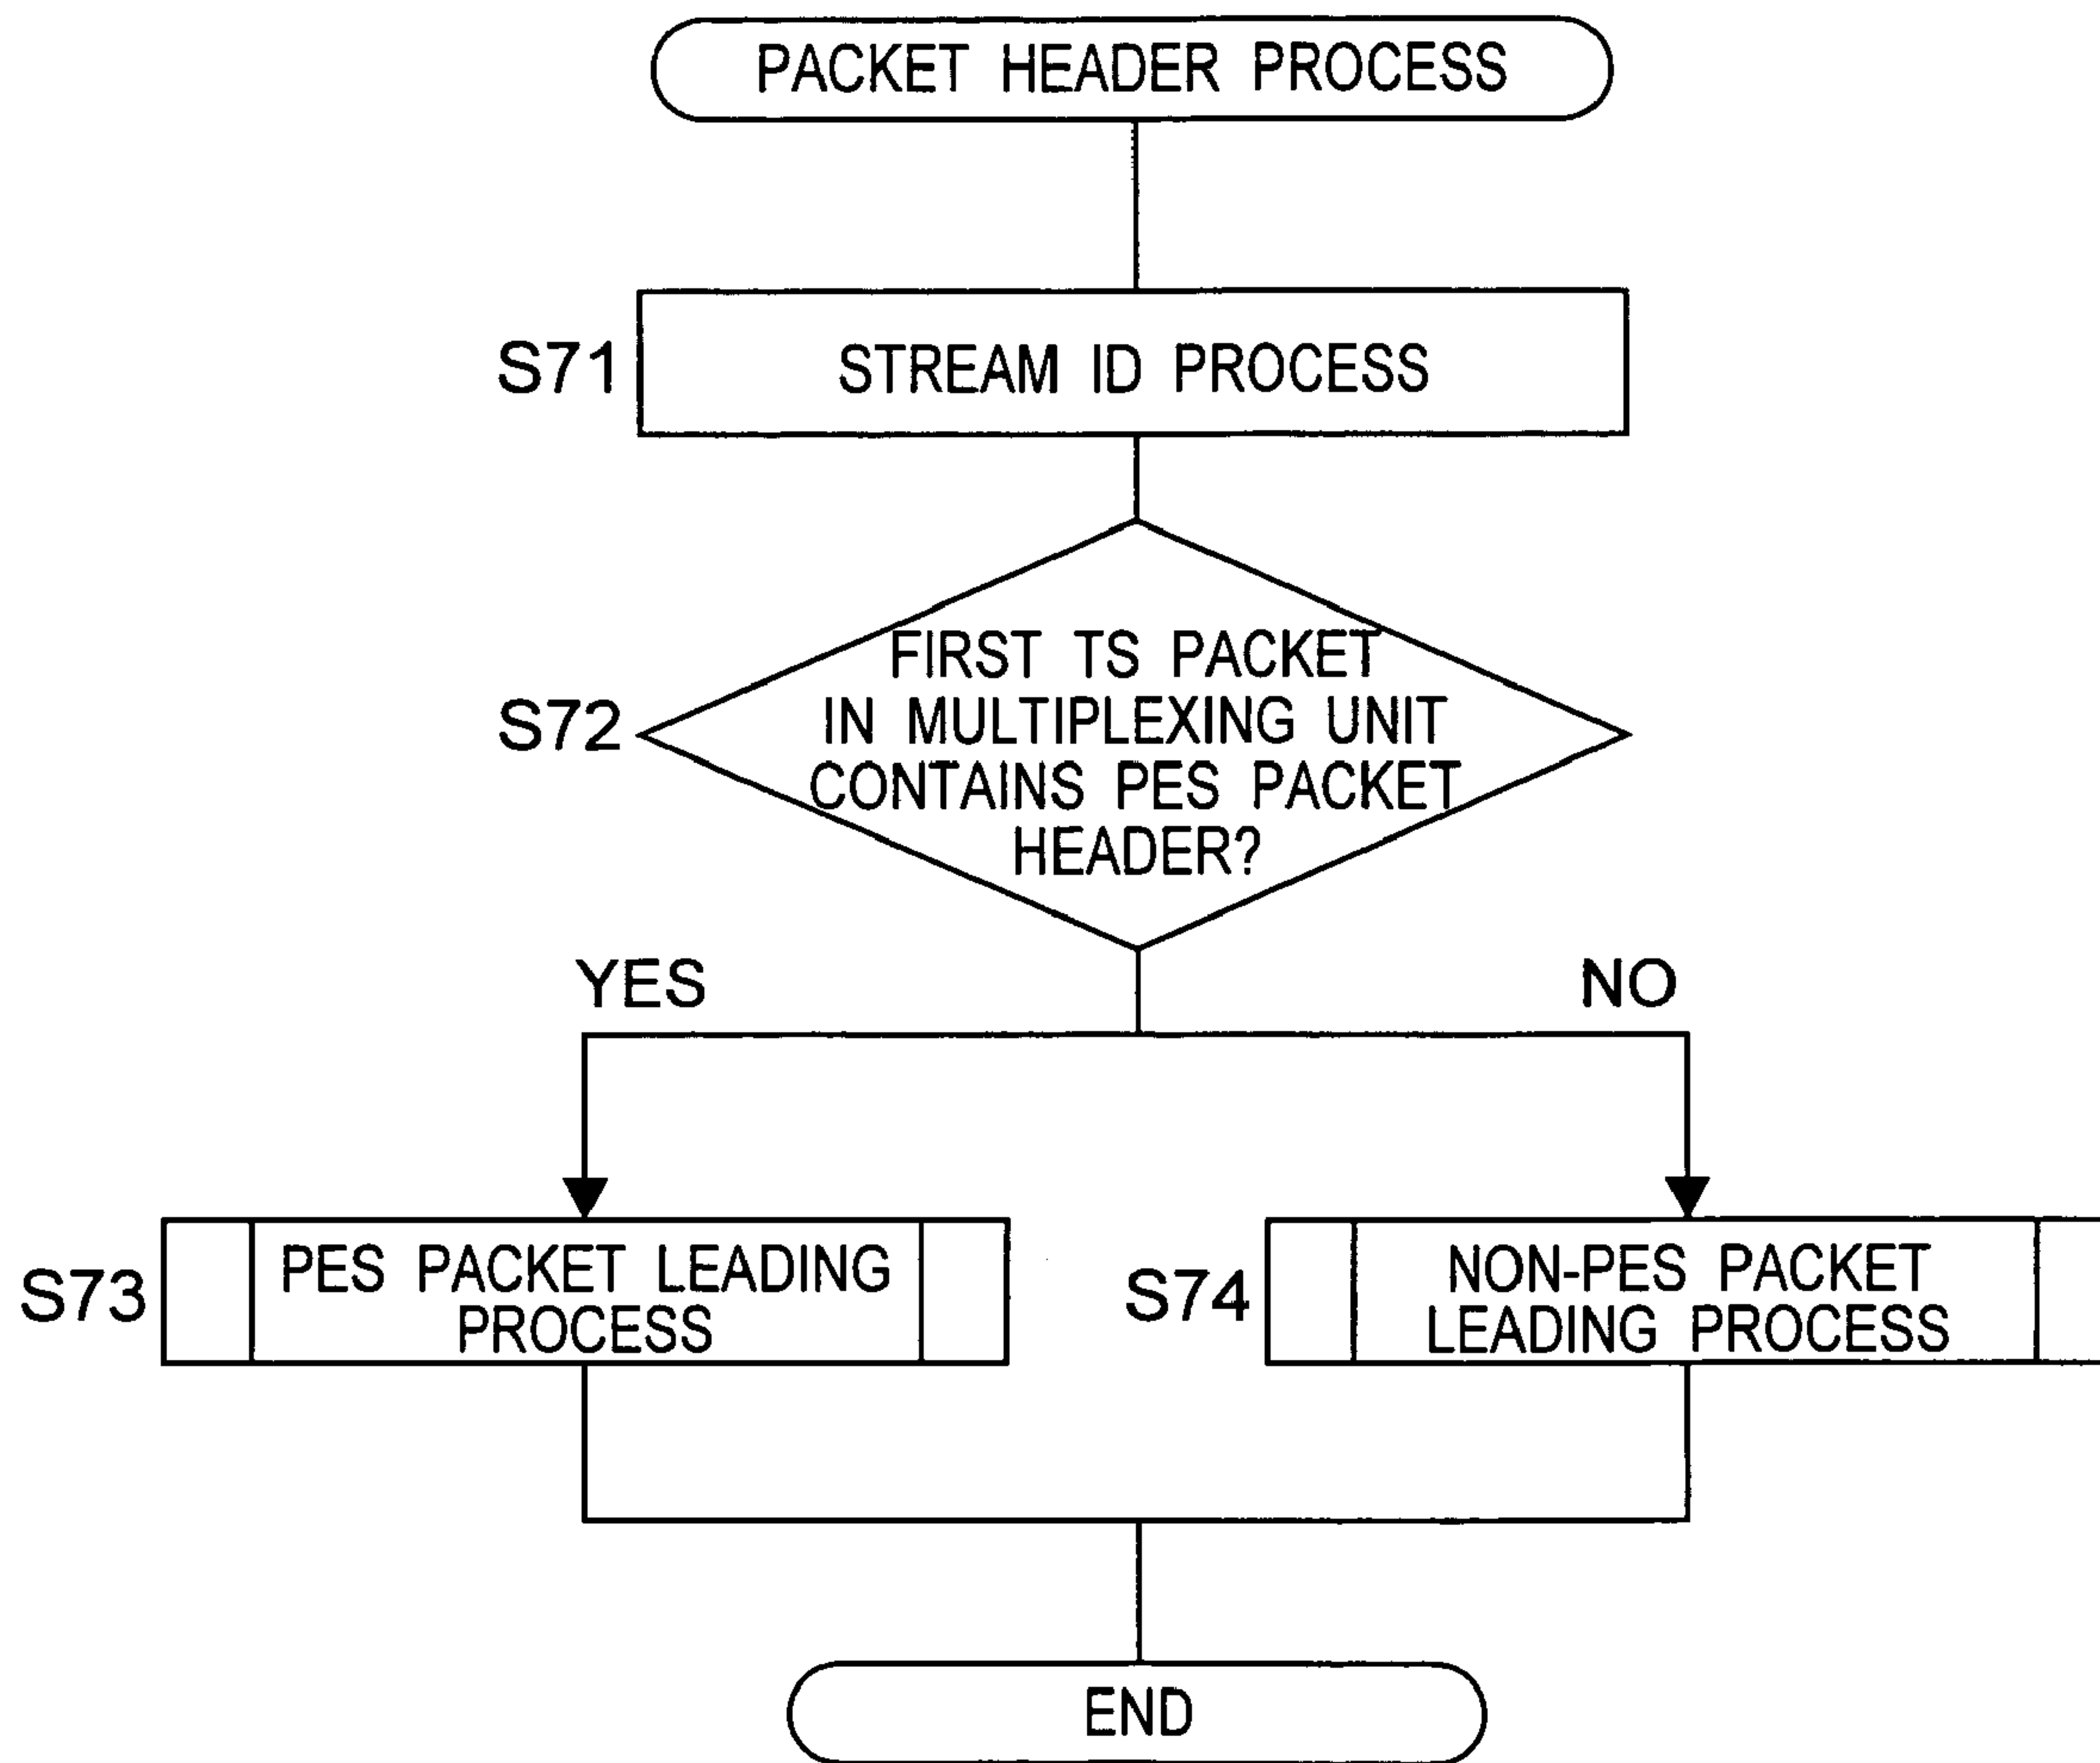 PACKET HEADER PROCESS
S71
STREAM ID PROCESS
S72
FIRST TS PACKET
IN MULTIPLEXING UNIT
CONTAINS PES PACKET
HEADER?
YES
NO
S73
PES PACKET LEADING
PROCESS
S74
NON-PES PACKET
LEADING PROCESS
END